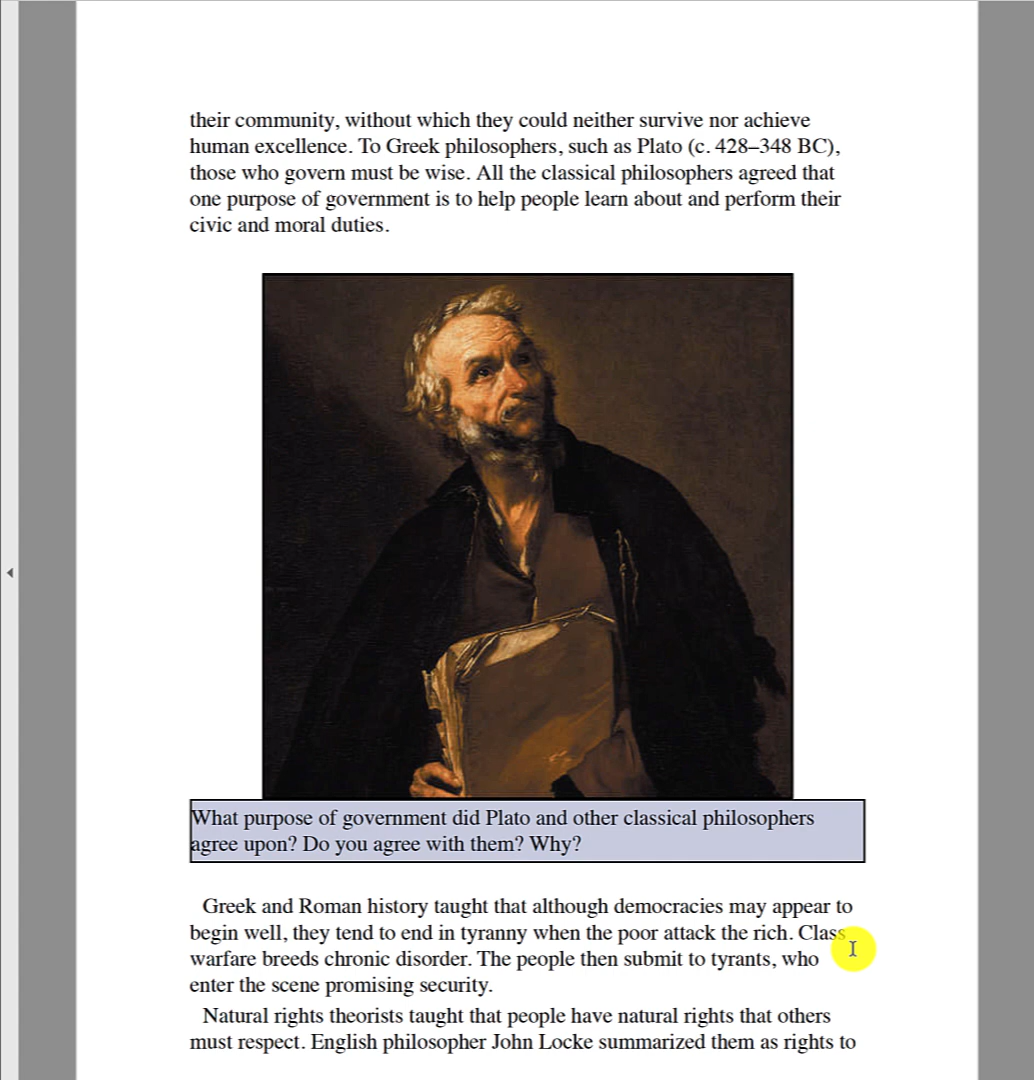 their community, without which they could neither survive nor achieve
human excellence. To Greek philosophers, such as Plato (c. 428–348 BC),
those who govern must be wise. All the classical philosophers agreed that
one purpose of government is to help people learn about and perform their
civic and moral duties.
What purpose of government did Plato and other classical philosophers
agree upon? Do you agree with them? Why?
Greek and Roman history taught that although democracies may appear to
begin well, they tend to end in tyranny when the poor attack the rich. Class
warfare breeds chronic disorder. The people then submit to tyrants, who
enter the scene promising security.
Natural rights theorists taught that people have natural rights that others
must respect. English philosopher John Locke summarized them as rights to